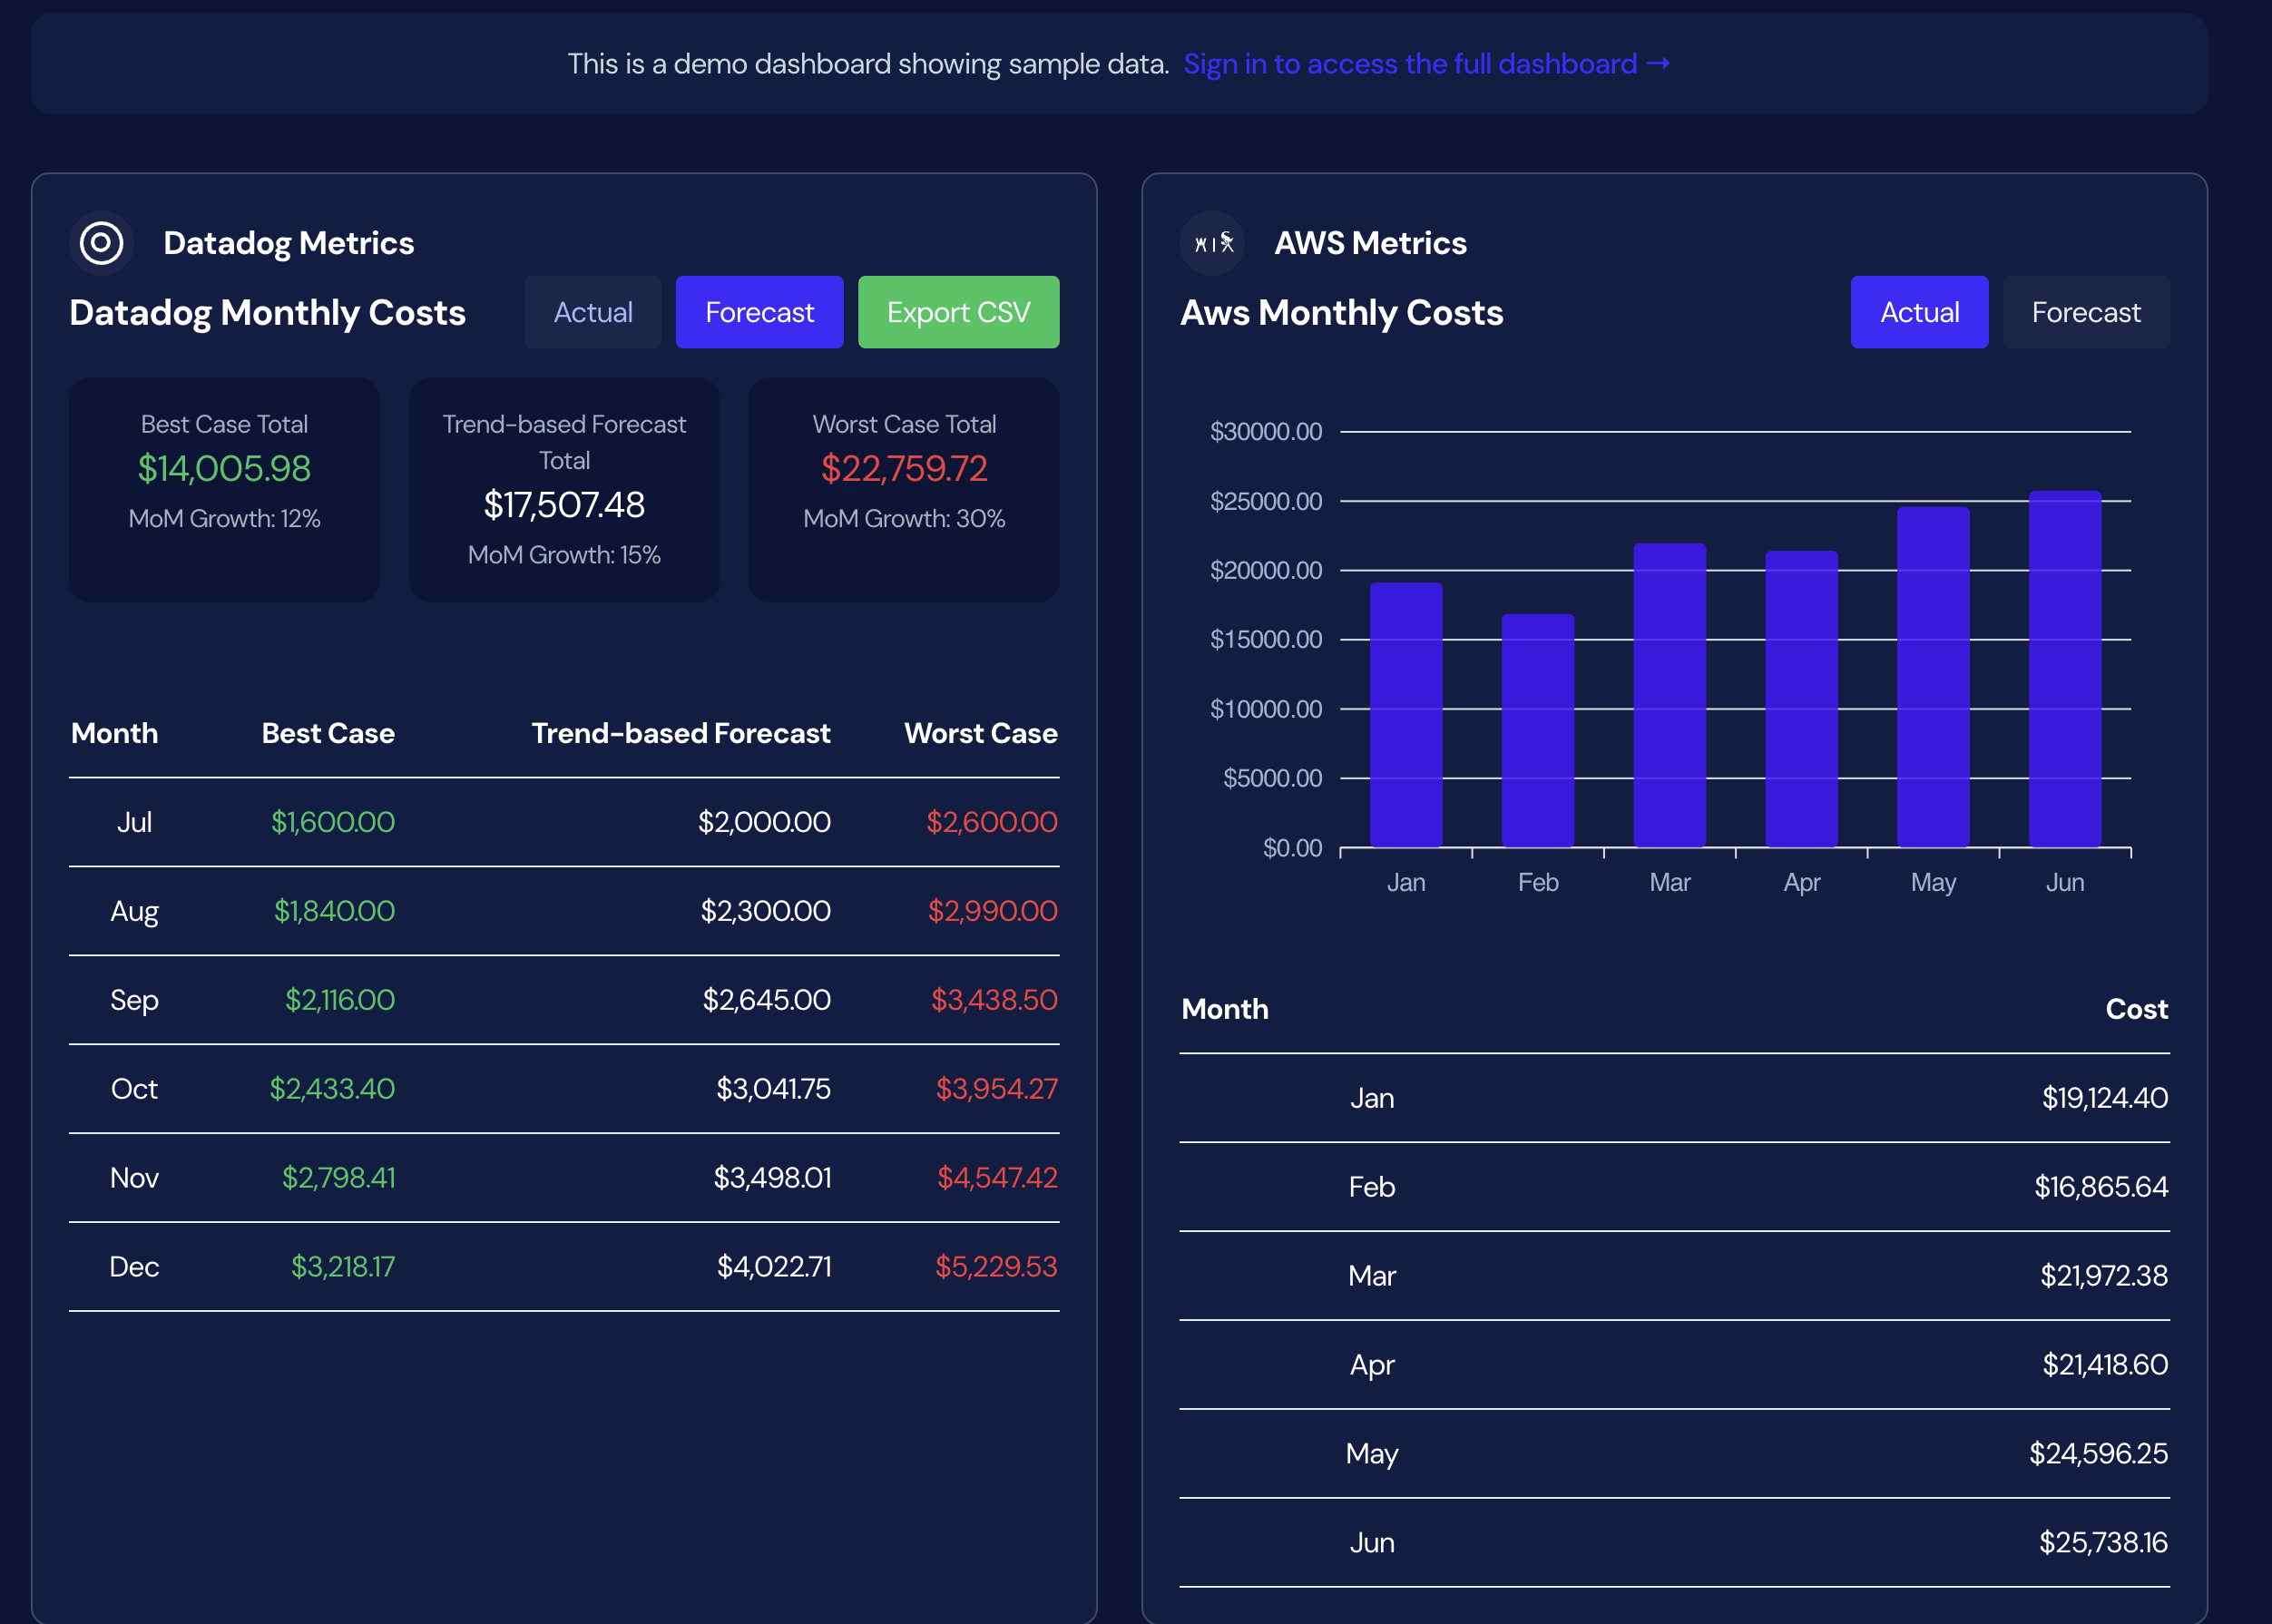 This is a demo dashboard showing sample data. Sign in to access the full dashboard →
Datadog Metrics
Datadog Monthly Costs
Actual
Forecast
Export CSV
Best Case Total
$14,005.98
MoM Growth: 12%
Trend-based Forecast
Total
$17,507.48
MoM Growth: 15%
Worst Case Total
$22,759.72
MoM Growth: 30%
Month Best Case Trend-based Forecast Worst Case
Jul $1,600.00 $2,000.00 $2,600.00
Aug $1,840.00 $2,300.00 $2,990.00
Sep $2,116.00 $2,645.00 $3,438.50
Oct $2,433.40 $3,041.75 $3,954.27
Nov $2,798.41 $3,498.01 $4,547.42
Dec $3,218.17 $4,022.71 $5,229.53
AWS Metrics
Aws Monthly Costs
Actual
Forecast
$30000.00
$25000.00
$20000.00
$15000.00
$10000.00
$5000.00
$0.00
Jan Feb Mar Apr May Jun
Month Cost
Jan $19,124.40
Feb $16,865.64
Mar $21,972.38
Apr $21,418.60
May $24,596.25
Jun $25,738.16